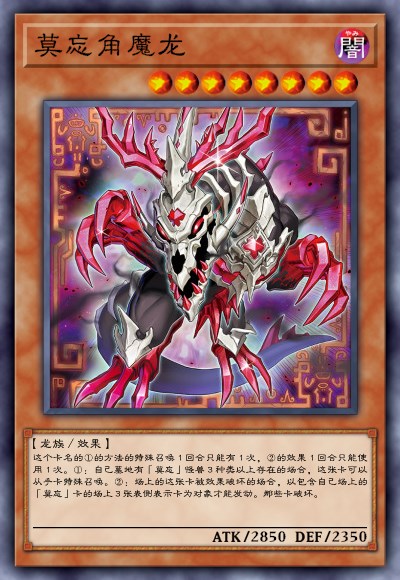 莫忘角魔龙
やみ
闇
【龙族／效果】
这个卡名的①的方法的特殊召唤1回合只能有1次，②的效果1回合只能使
用1次。①：自己墓地有「莫忘」怪兽3种类以上存在的场合，这张卡可以
从手卡特殊召唤。②：场上的这张卡被效果破坏的场合，以包含自己场上的
「莫忘」卡的场上3张表侧表示卡为对象才能发动。那些卡破坏。
ATK/2850 DEF/2350